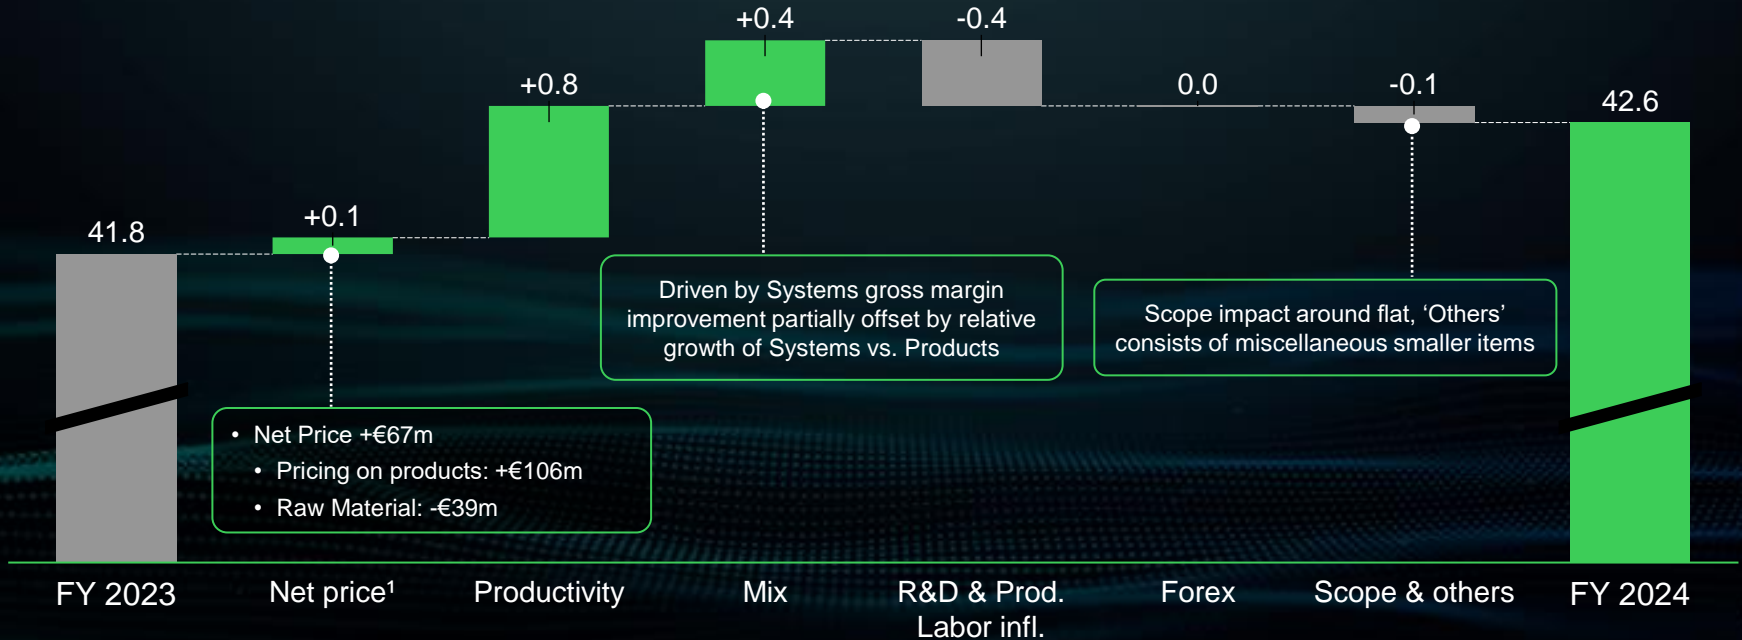 +0.4
-0.4
+0.8
0.0
-0.1
42.6
+0.1
41.8
Driven by Systems gross margin
improvement partially offset by relative
growth of Systems vs. Products
Scope impact around flat, ‘Others’
consists of miscellaneous smaller items
• Net Price +€67m
• Pricing on products: +€106m
• Raw Material: -€39m
FY 2023
Net price¹
Productivity
Mix
R&D & Prod.
Labor infl.
Forex
Scope & others
FY 2024